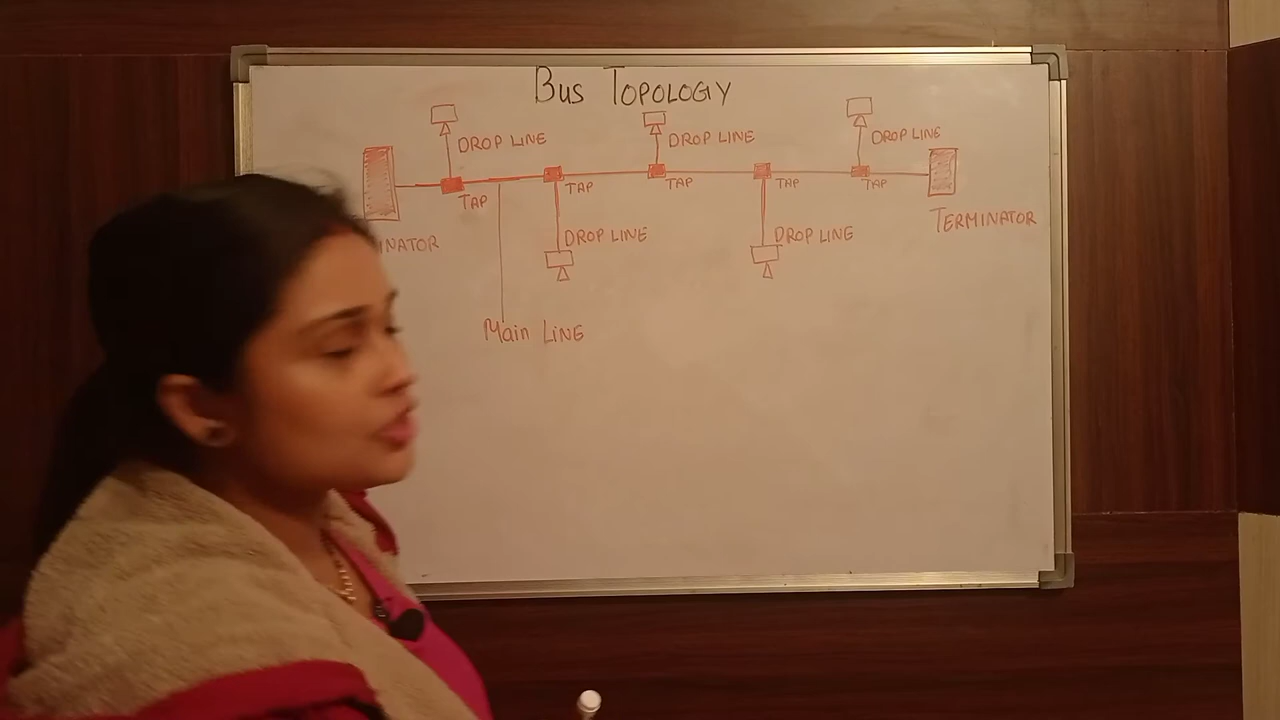 Bus Topology
DROP LINE
DROP LINE
DROP LINE
TAP
TAP
TAP
TAP
TAP
INATOR
DROP LINE
DROP LINE
TERMINATOR
Main Line